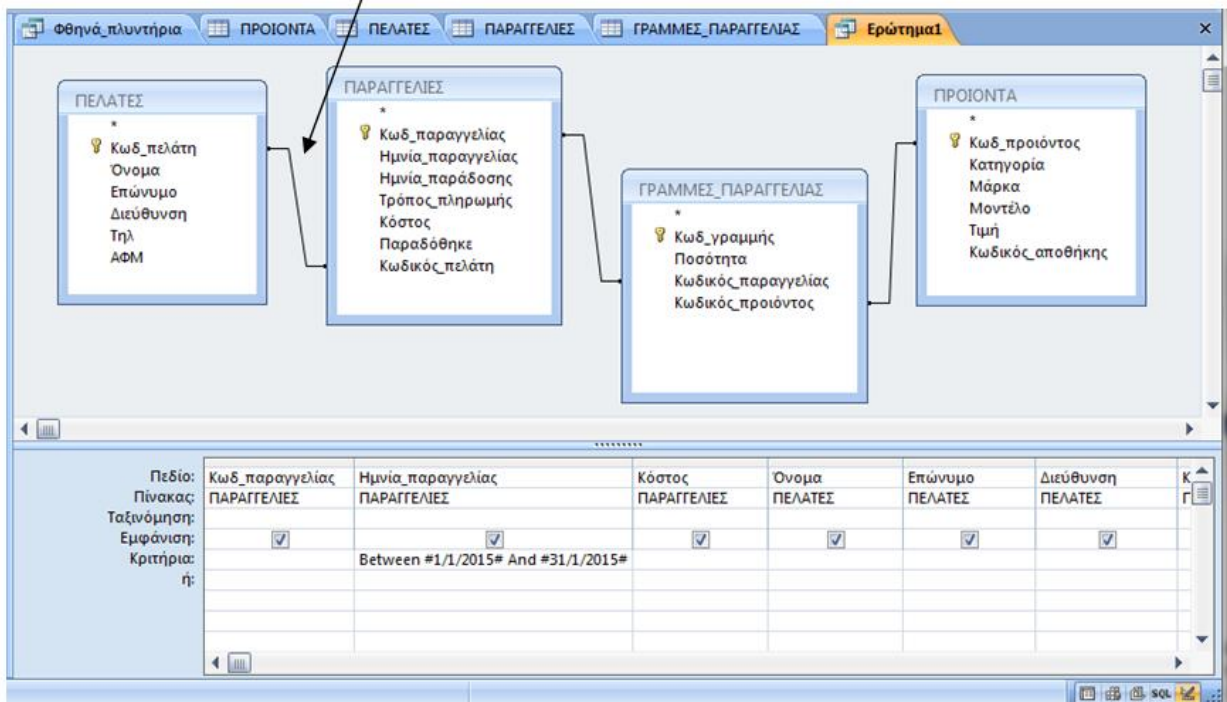 Φθηνά_πλυντήρια ΠΡΟΙΟΝΤΑ ΠΕΛΑΤΕΣ ΠΑΡΑΓΓΕΛΙΕΣ ΓΡΑΜΜΕΣ_ΠΑΡΑΓΓΕΛΙΑΣ Ερώτημα1
ΠΕΛΑΤΕΣ
*
Κωδ_πελάτη
Όνομα
Επώνυμο
Διεύθυνση
Τηλ
ΑΦΜ
ΠΑΡΑΓΓΕΛΙΕΣ
*
Κωδ_παραγγελίας
Ημνία_παραγγελίας
Ημνία_παράδοσης
Τρόπος_πληρωμής
Κόστος
Παραδόθηκε
Κωδικός_πελάτη
ΓΡΑΜΜΕΣ_ΠΑΡΑΓΓΕΛΙΑΣ
*
Κωδ_γραμμής
Ποσότητα
Κωδικός_παραγγελίας
Κωδικός_προιόντος
ΠΡΟΙΟΝΤΑ
*
Κωδ_προιόντος
Κατηγορία
Μάρκα
Μοντέλο
Τιμή
Κωδικός_αποθήκης
Πεδίο: Κωδ_παραγγελίας Ημνία_παραγγελίας Κόστος Όνομα Επώνυμο Διεύθυνση
Πίνακας: ΠΑΡΑΓΓΕΛΙΕΣ ΠΑΡΑΓΓΕΛΙΕΣ ΠΑΡΑΓΓΕΛΙΕΣ ΠΕΛΑΤΕΣ ΠΕΛΑΤΕΣ ΠΕΛΑΤΕΣ
Ταξινόμηση:
Εμφάνιση:
Κριτήρια: Between #1/1/2015# And #31/1/2015#
ή:
SQL